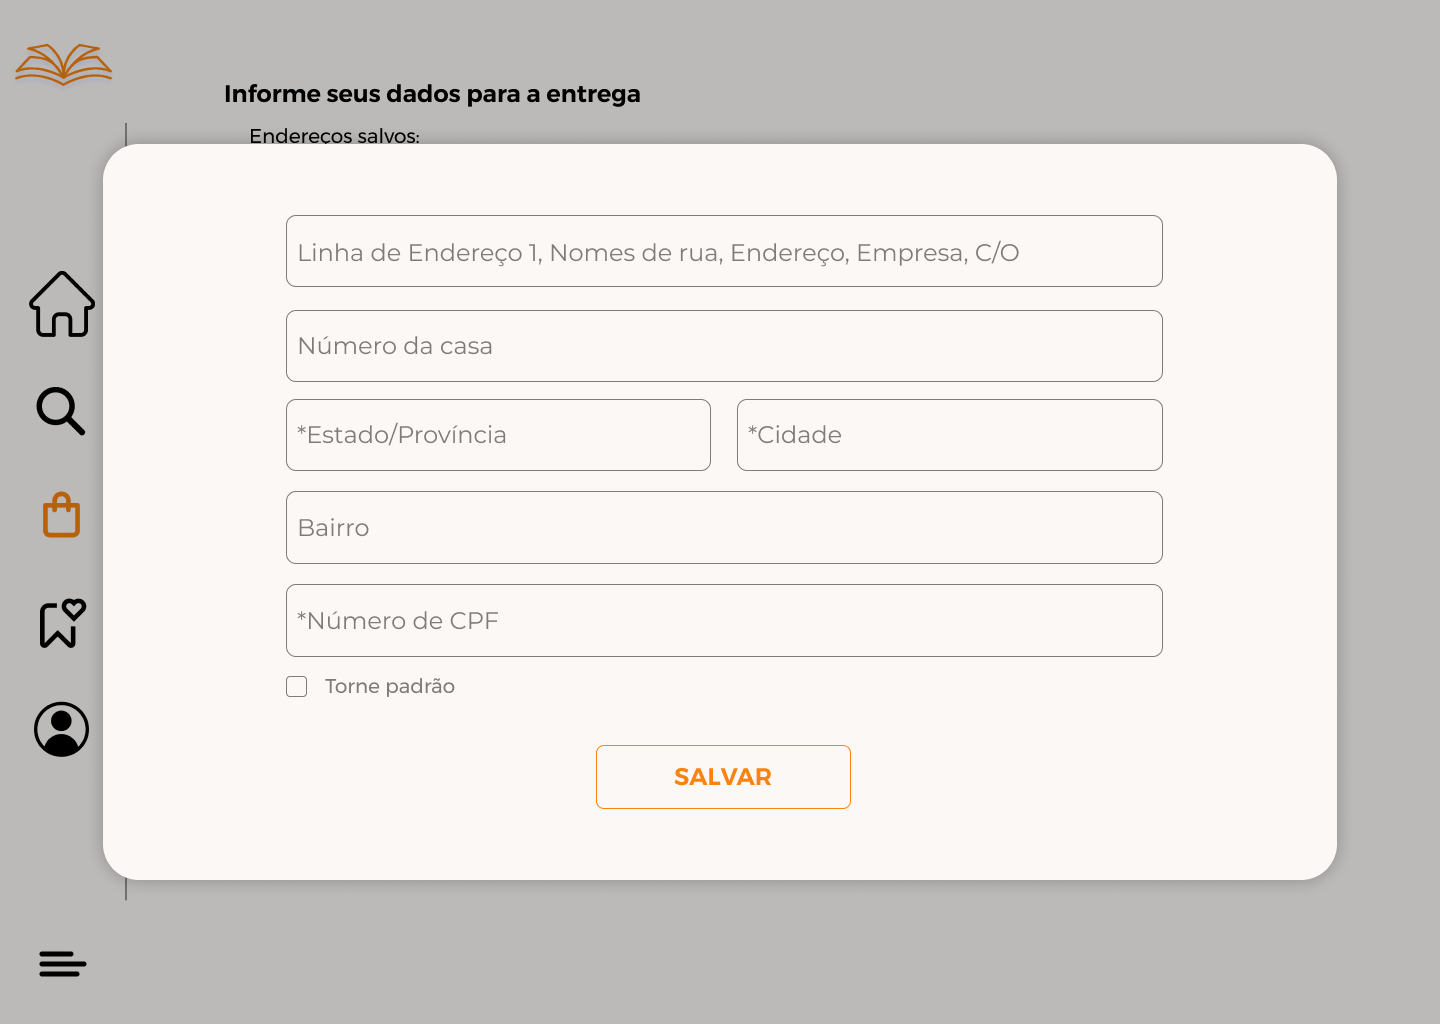 Informe seus dados para a entrega
Endereços salvos:
Linha de Endereço 1, Nomes de rua, Endereço, Empresa, C/O
Número da casa
*Estado/Província
*Cidade
Bairro
*Número de CPF
Torne padrão
SALVAR